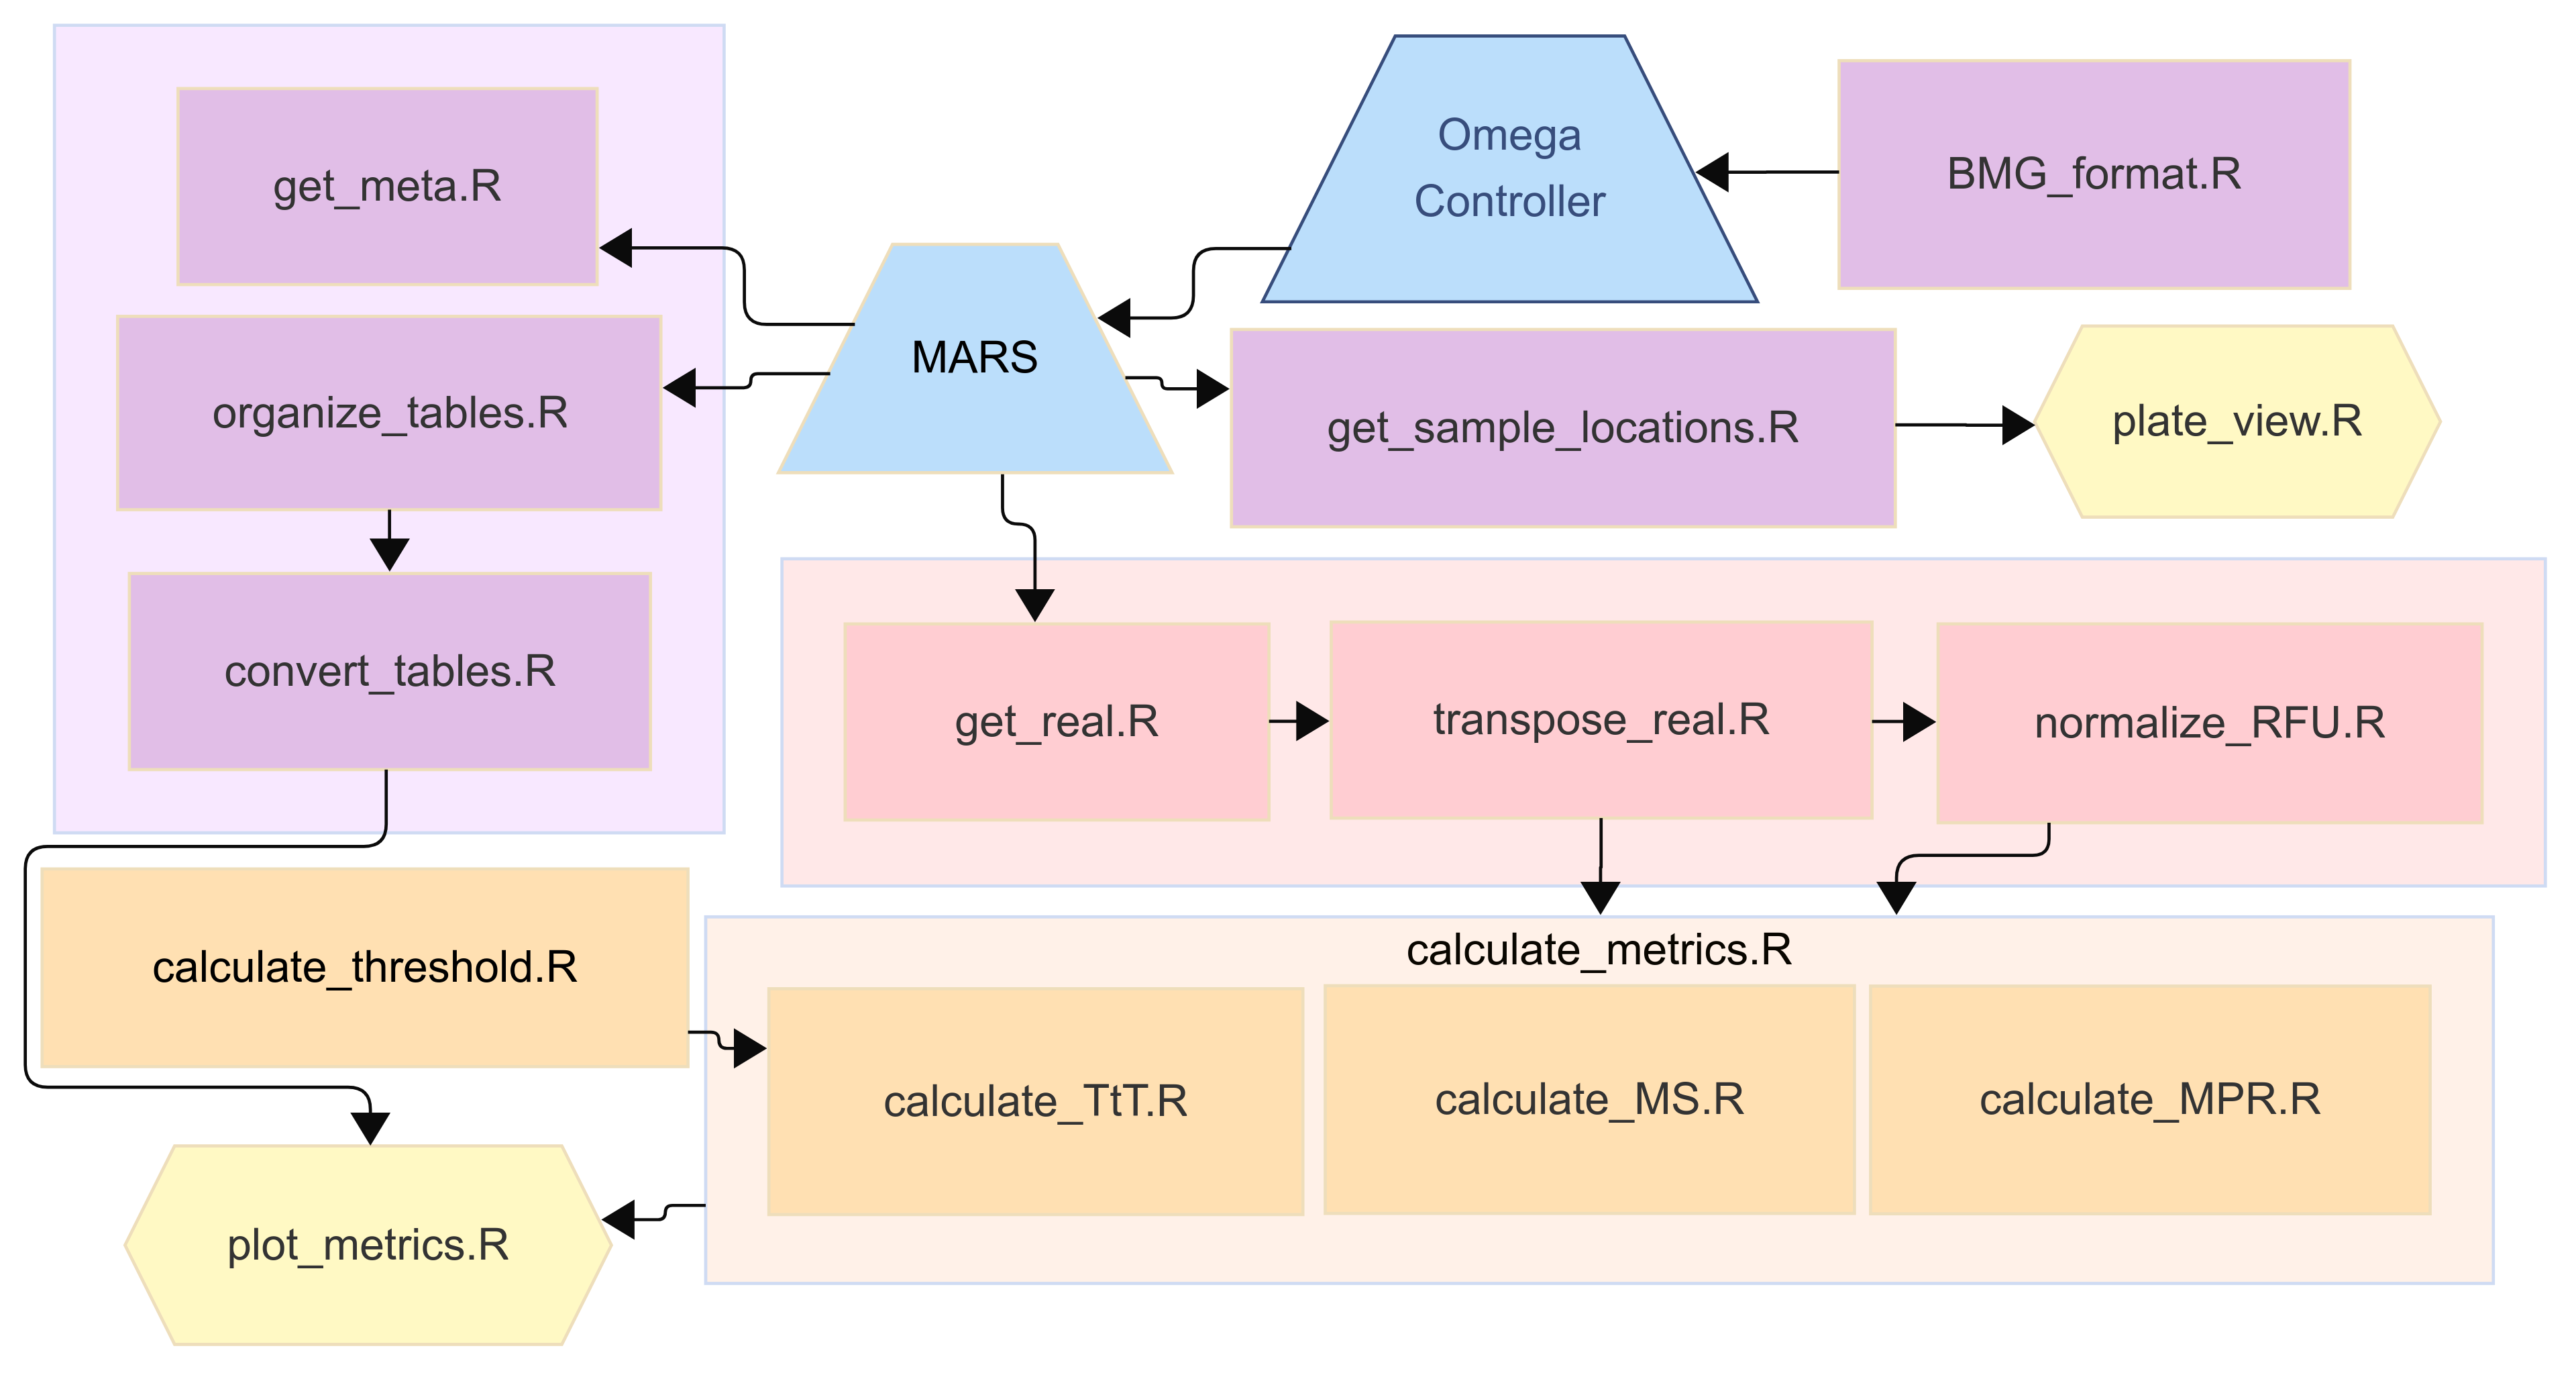 Omega
Controller
BMG_format.R
get_meta.R
MARS
organize_tables.R
get_sample_locations.R
plate_view.R
convert_tables.R
get_real.R
transpose_real.R
normalize_RFU.R
calculate_threshold.R
calculate_metrics.R
calculate_TtT.R
calculate_MS.R
calculate_MPR.R
plot_metrics.R